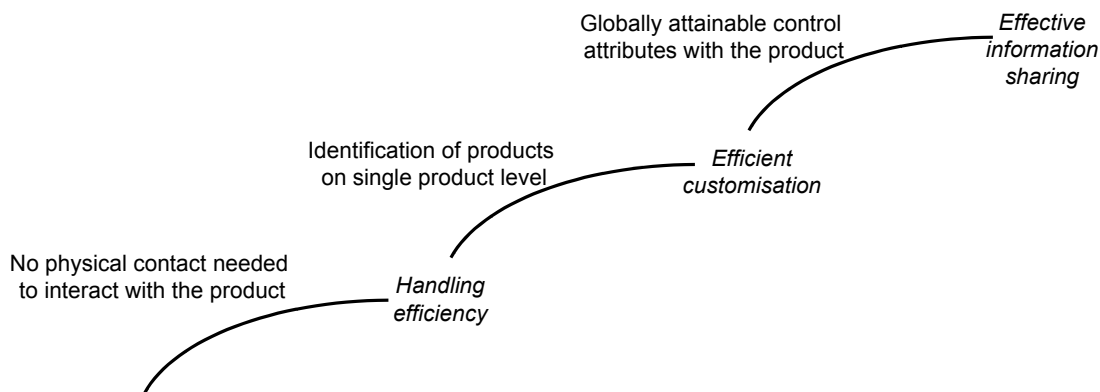 Globally attainable control
attributes with the product
Effective
information
sharing
Identification of products
on single product level
Efficient
customisation
No physical contact needed
to interact with the product
Handling
efficiency